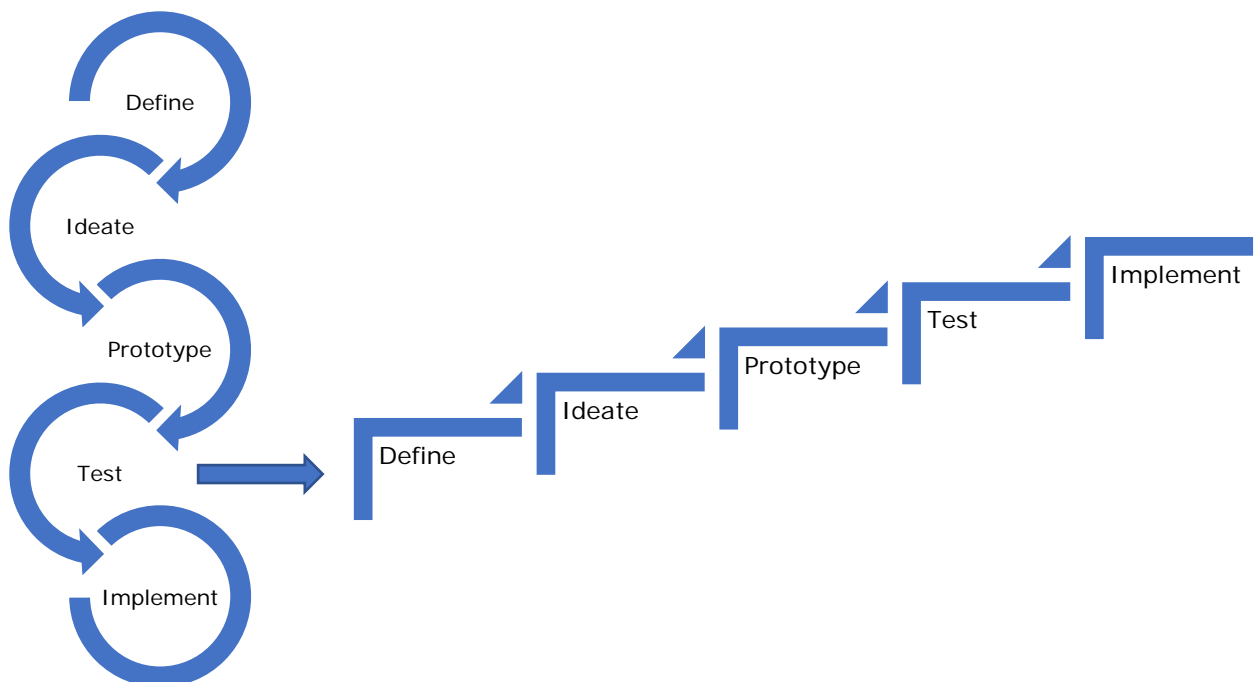 Define
Ideate
Prototype
Test
Implement
Define
Ideate
Prototype
Test
Implement